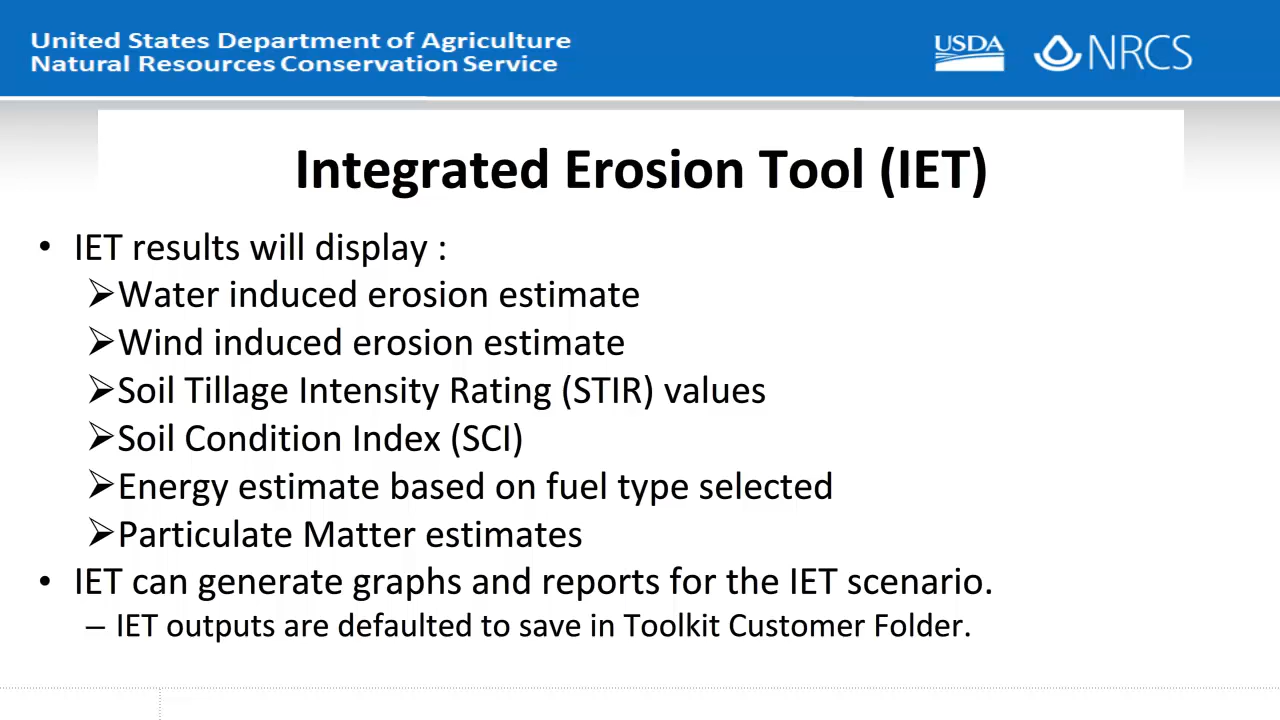 United States Department of Agriculture
Natural Resources Conservation Service
USDA
NRCS
Integrated Erosion Tool (IET)
• IET results will display :
➢Water induced erosion estimate
➢Wind induced erosion estimate
➢Soil Tillage Intensity Rating (STIR) values
➢Soil Condition Index (SCI)
➢Energy estimate based on fuel type selected
➢Particulate Matter estimates
• IET can generate graphs and reports for the IET scenario.
– IET outputs are defaulted to save in Toolkit Customer Folder.